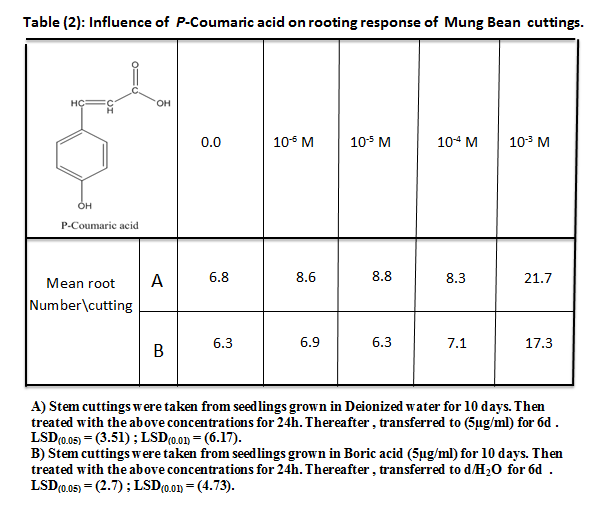 Table (2): Influence of P-Coumaric acid on rooting response of Mung Bean cuttings.
O
C
HC C OH
H
OH
P-Coumaric acid
0.0 10⁻⁶ M 10⁻⁵ M 10⁻⁴ M 10⁻³ M
Mean root
Number\cutting
A 6.8 8.6 8.8 8.3 21.7
B 6.3 6.9 6.3 7.1 17.3
A) Stem cuttings were taken from seedlings grown in Deionized water for 10 days. Then
treated with the above concentrations for 24h. Thereafter , transferred to (5µg/ml) for 6d .
LSD(0.05) = (3.51) ; LSD(0.01) = (6.17).
B) Stem cuttings were taken from seedlings grown in Boric acid (5µg/ml) for 10 days. Then
treated with the above concentrations for 24h. Thereafter , transferred to d/H₂O for 6d .
LSD(0.05) = (2.7) ; LSD(0.01) = (4.73).